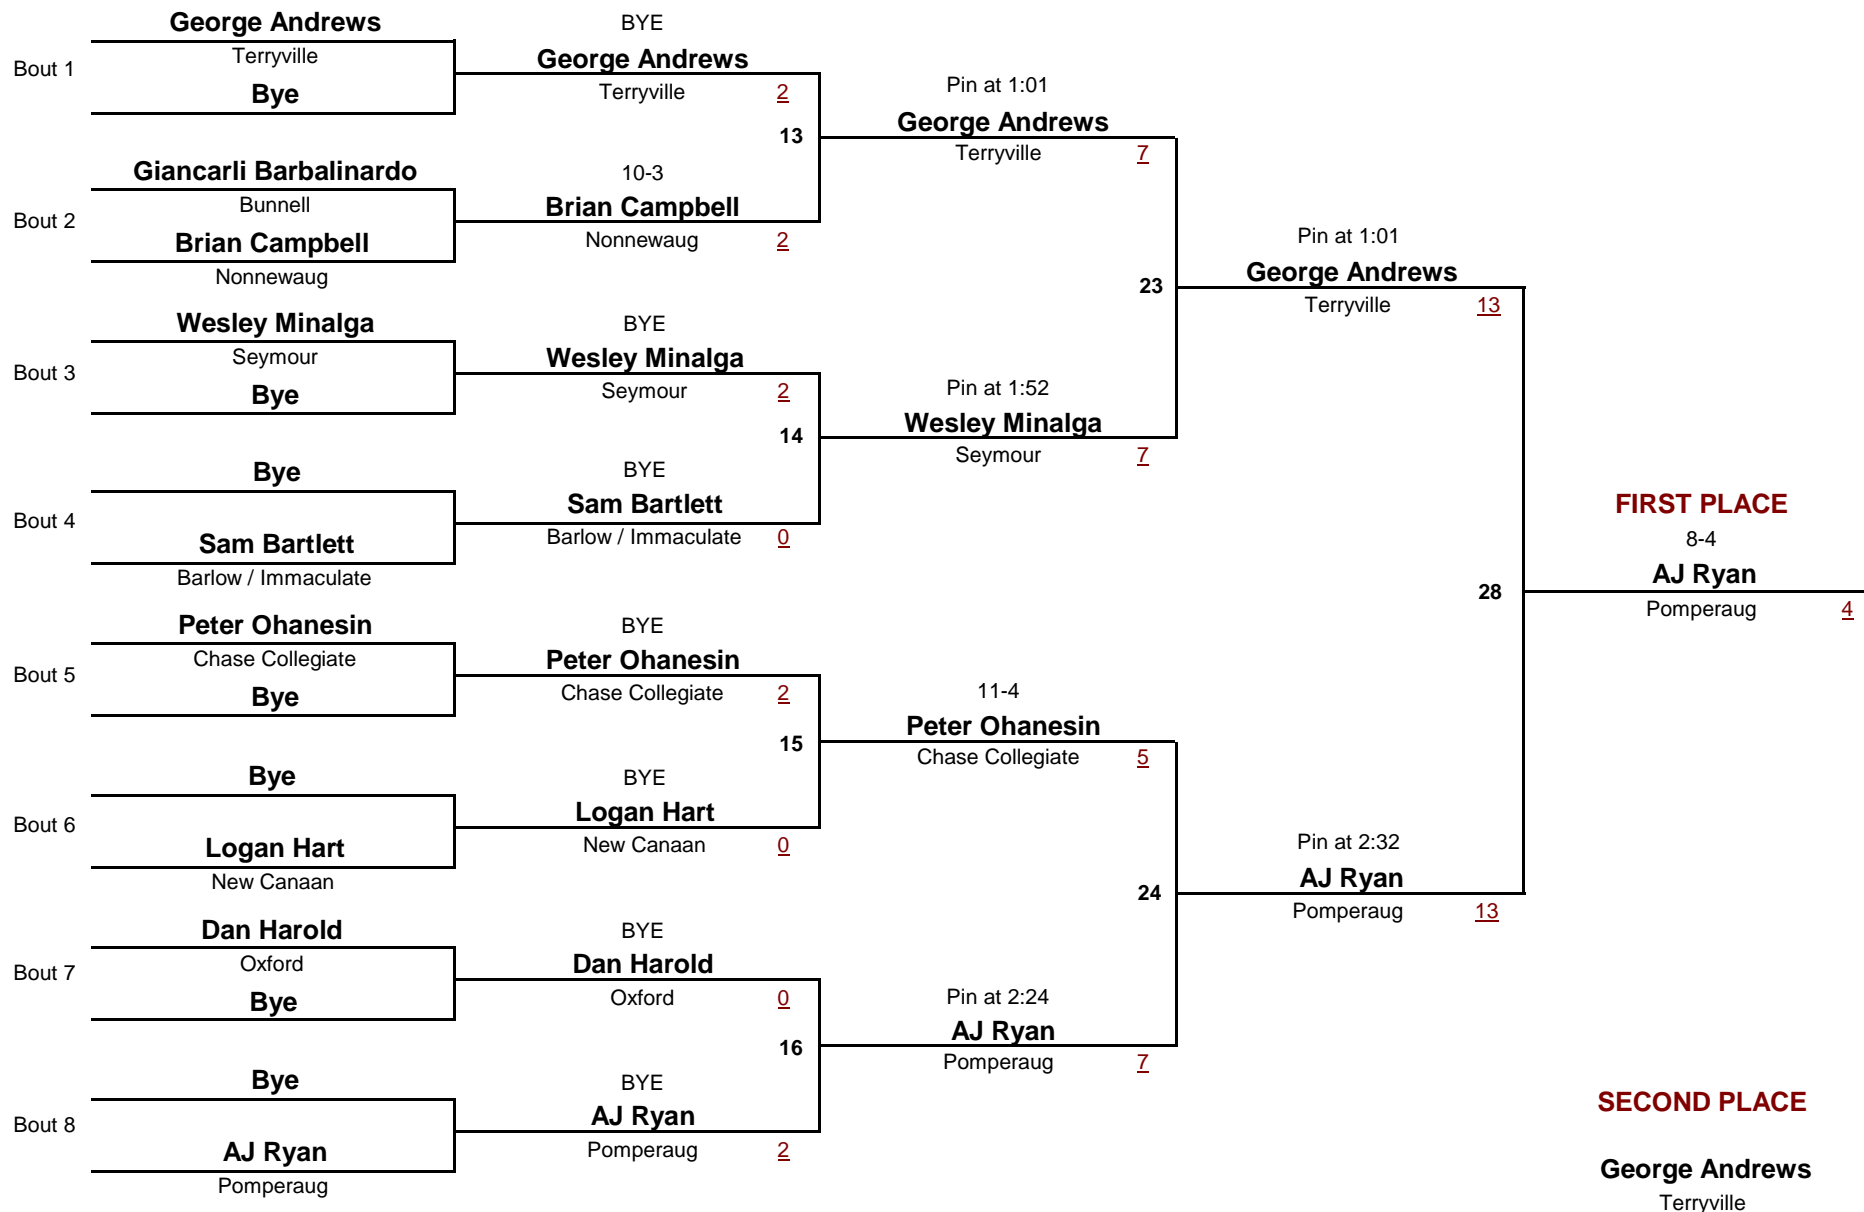 George Andrews
Bout 1
Terryville
Bye
Giancarli Barbalinardo
Bout 2
Bunnell
Brian Campbell
Nonnewaug
Wesley Minalga
Bout 3
Seymour
Bye
Bye
Bout 4
Sam Bartlett
Barlow / Immaculate
Peter Ohanesin
Bout 5
Chase Collegiate
Bye
Bye
Bout 6
Logan Hart
New Canaan
Dan Harold
Bout 7
Oxford
Bye
Bye
Bout 8
AJ Ryan
Pomperaug
BYE
George Andrews
Terryville 2
13
10-3
Brian Campbell
Nonnewaug 2
BYE
Wesley Minalga
Seymour 2
14
BYE
Sam Bartlett
Barlow / Immaculate 0
BYE
Peter Ohanesin
Chase Collegiate 2
15
BYE
Logan Hart
New Canaan 0
BYE
Dan Harold
Oxford 0
16
BYE
AJ Ryan
Pomperaug 2
Pin at 1:01
George Andrews
Terryville 7
23
Pin at 1:52
Wesley Minalga
Seymour 7
11-4
Peter Ohanesin
Chase Collegiate 5
24
Pin at 2:24
AJ Ryan
Pomperaug 7
Pin at 1:01
George Andrews
Terryville 13
28
Pin at 2:32
AJ Ryan
Pomperaug 13
FIRST PLACE
8-4
AJ Ryan
Pomperaug 4
SECOND PLACE
George Andrews
Terryville